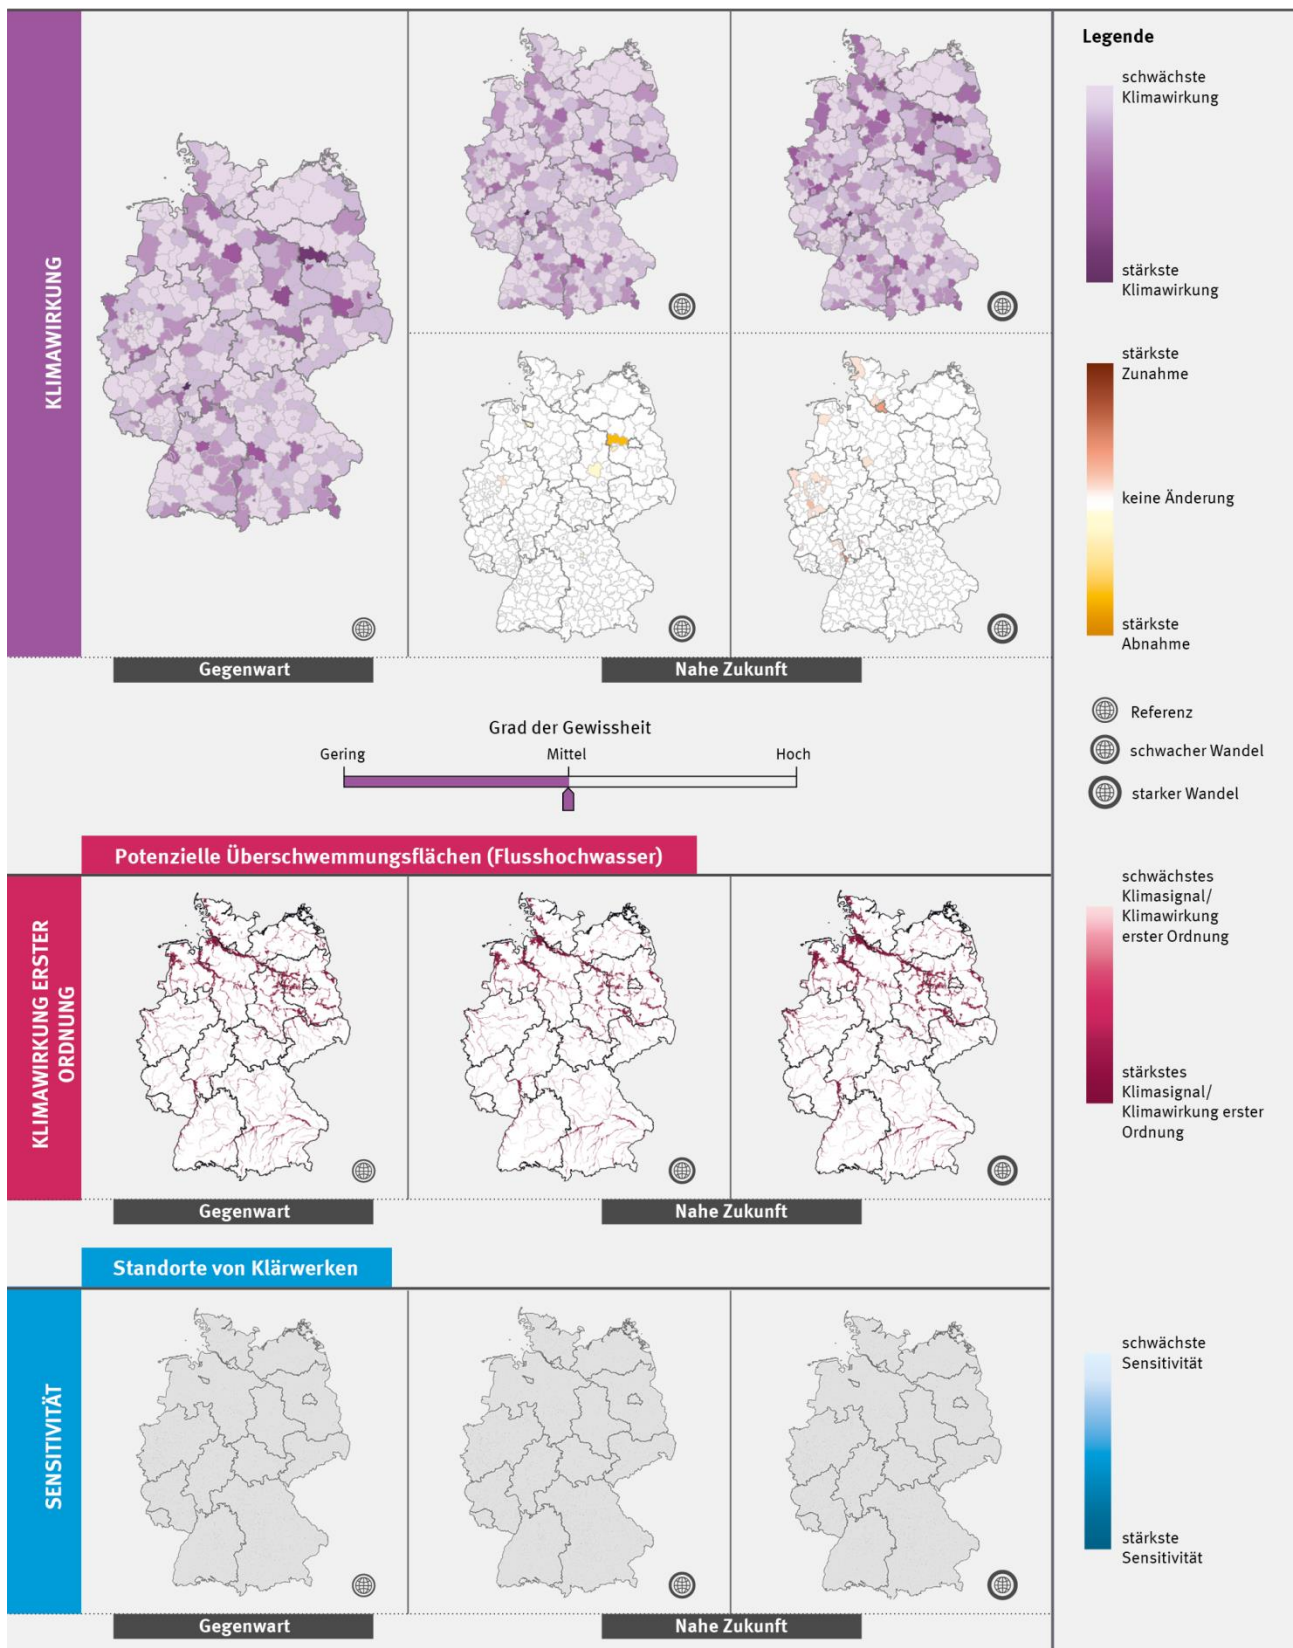 KLIMAWIRKUNG
Gegenwart
Nahe Zukunft
Grad der Gewissheit
Gering
Mittel
Hoch
Potenzielle Überschwemmungsflächen (Flusshochwasser)
KLIMAWIRKUNG ERSTER
ORDNUNG
Gegenwart
Nahe Zukunft
Standorte von Klärwerken
SENSITIVITÄT
Gegenwart
Nahe Zukunft
Legende
schwächste
Klimawirkung
stärkste
Klimawirkung
stärkste
Zunahme
keine Änderung
stärkste
Abnahme
Referenz
schwacher Wandel
starker Wandel
schwächstes
Klimasignal/
Klimawirkung
erster Ordnung
stärkstes
Klimasignal/
Klimawirkung erster
Ordnung
schwächste
Sensitivität
stärkste
Sensitivität